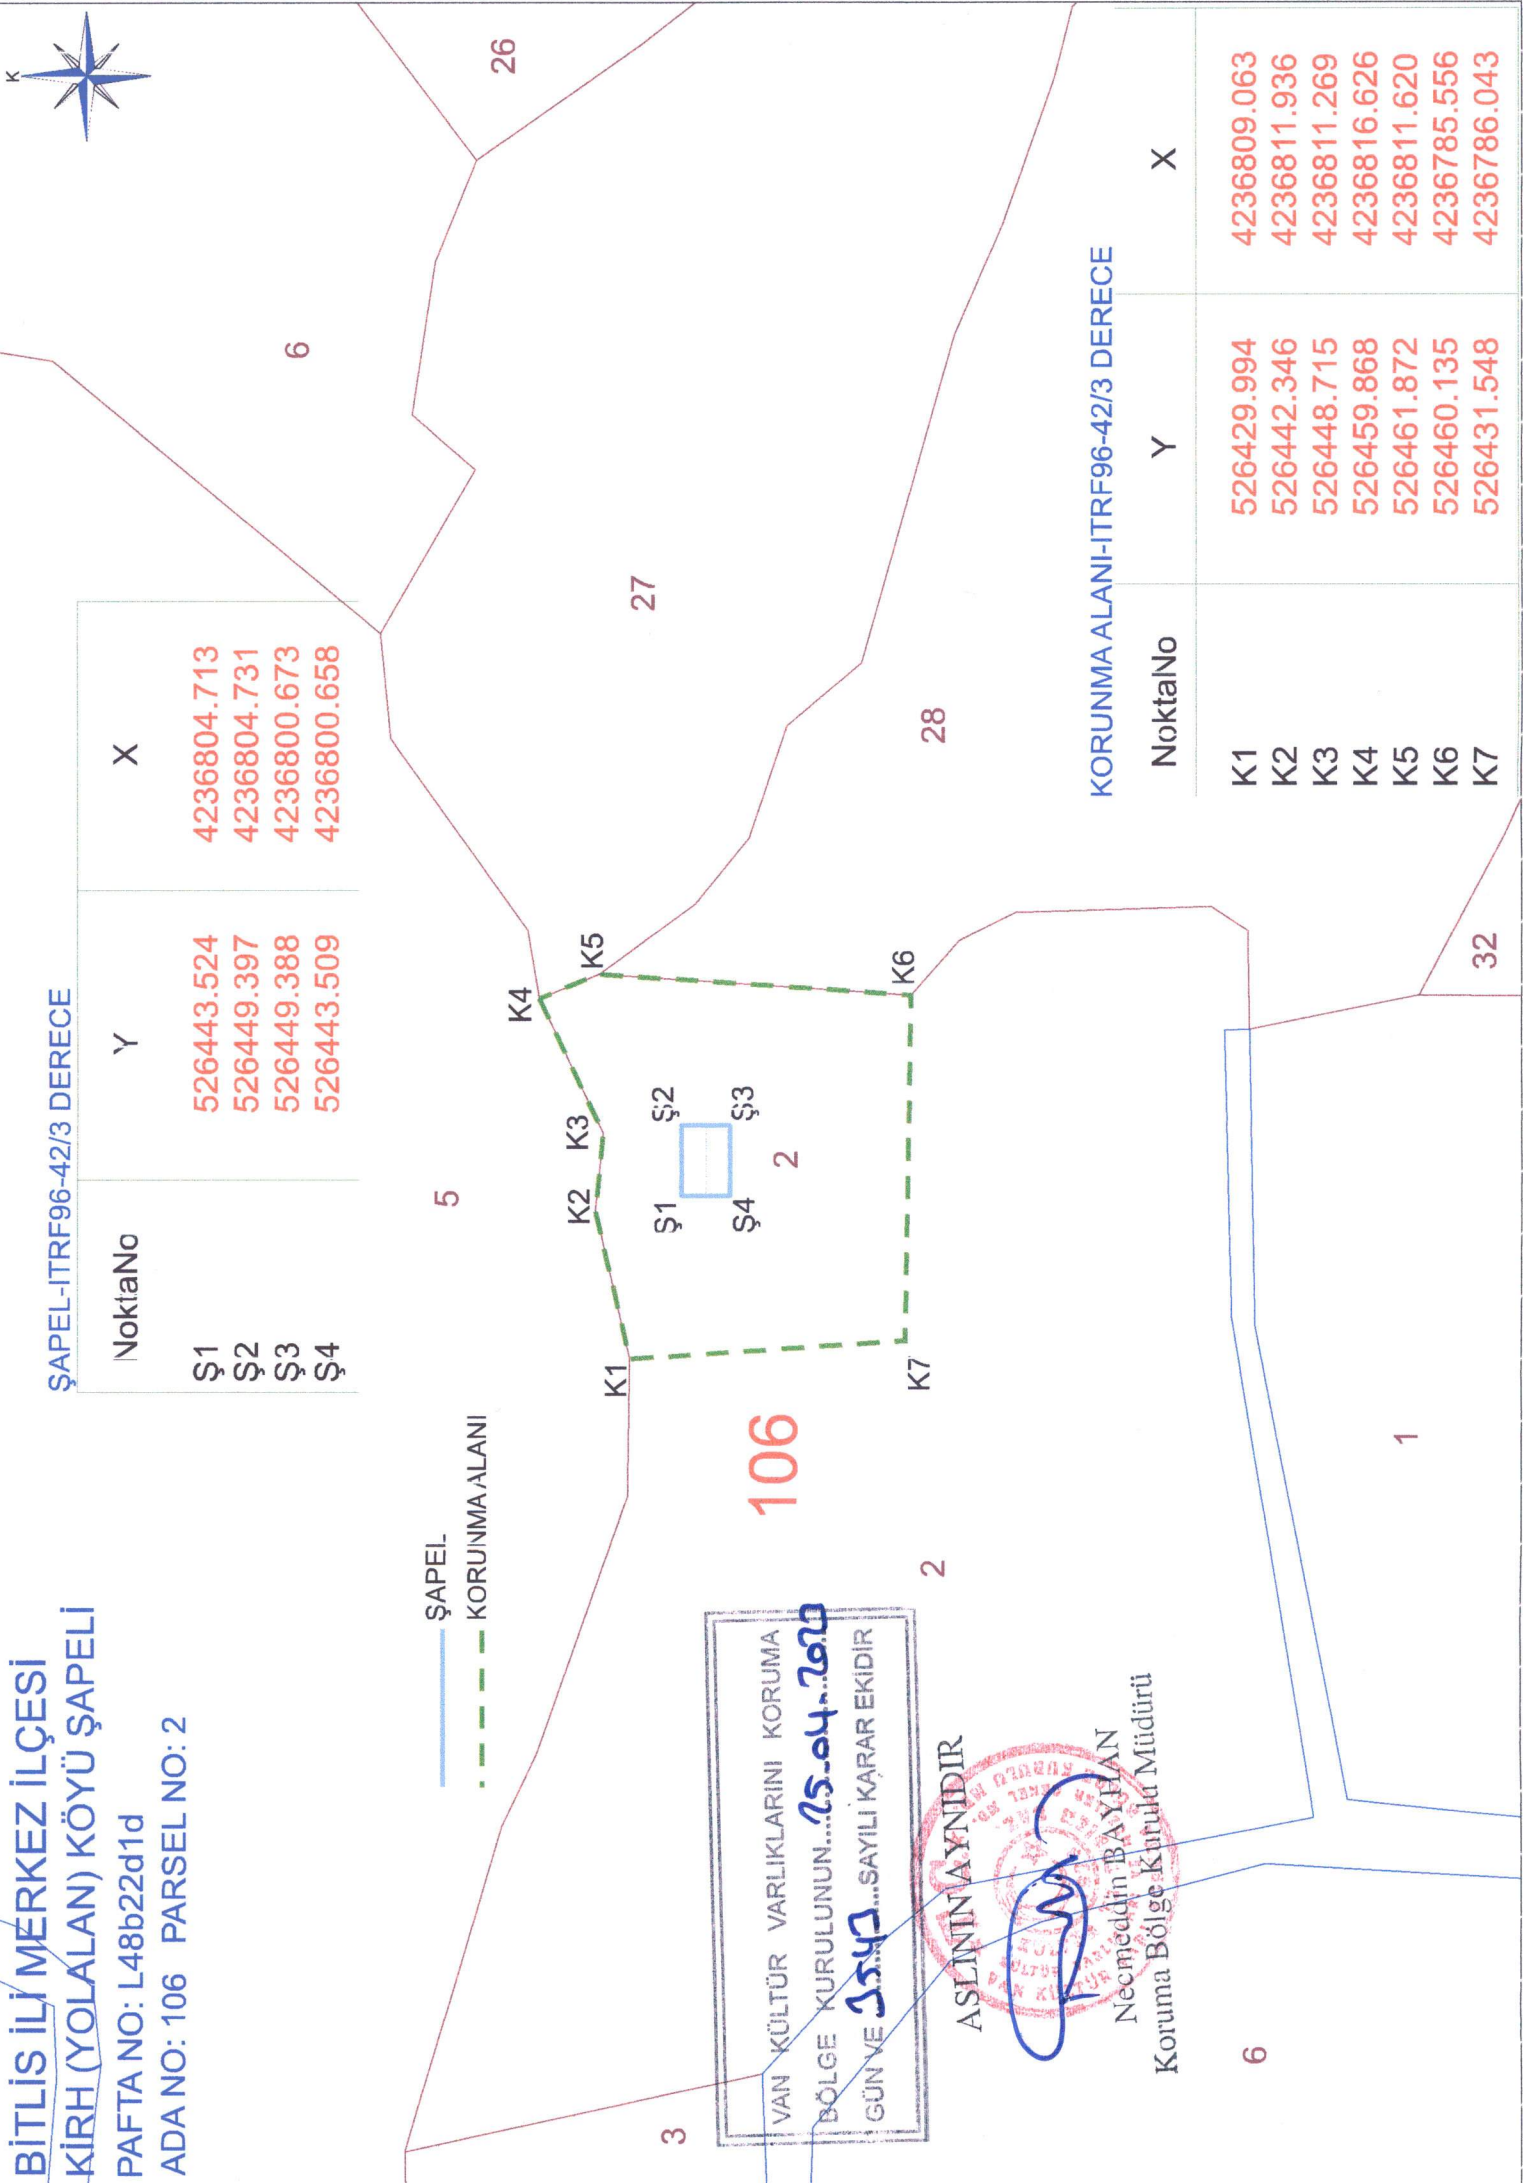 BİTLİS İLİ MERKEZ İLÇESİ
KİRH (YOLALAN) KÖYÜ ŞAPELİ
PAFTA NO: L48b22d1d
ADA NO: 106 PARSEL NO: 2
ŞAPEL-ITRF96-42/3 DERECE
NoktaNo Y X
Ş1 526443.524 4236804.713
Ş2 526449.397 4236804.731
Ş3 526449.388 4236800.673
Ş4 526443.509 4236800.658
K
ŞAPEL
KORUNMA ALANI
6
26
5
27
28
K1
K2
K3
K4
K5
K6
K7
Ş1
Ş2
Ş3
Ş4
2
106
2
3
1
32
6
VAN KÜLTÜR VARLIKLARINI KORUMA
BÖLGE KURULUNUN...25.04.2020
GÜN VE 3543...SAYILI KARAR EKİDİR
ASLININ AYNIDIR
Necmeddin BAYHAN
Koruma Bölge Kurulu Müdürü
KORUNMA ALANI-ITRF96-42/3 DERECE
NoktaNo Y X
K1 526429.994 4236809.063
K2 526442.346 4236811.936
K3 526448.715 4236811.269
K4 526459.868 4236816.626
K5 526461.872 4236811.620
K6 526460.135 4236785.556
K7 526431.548 4236786.043